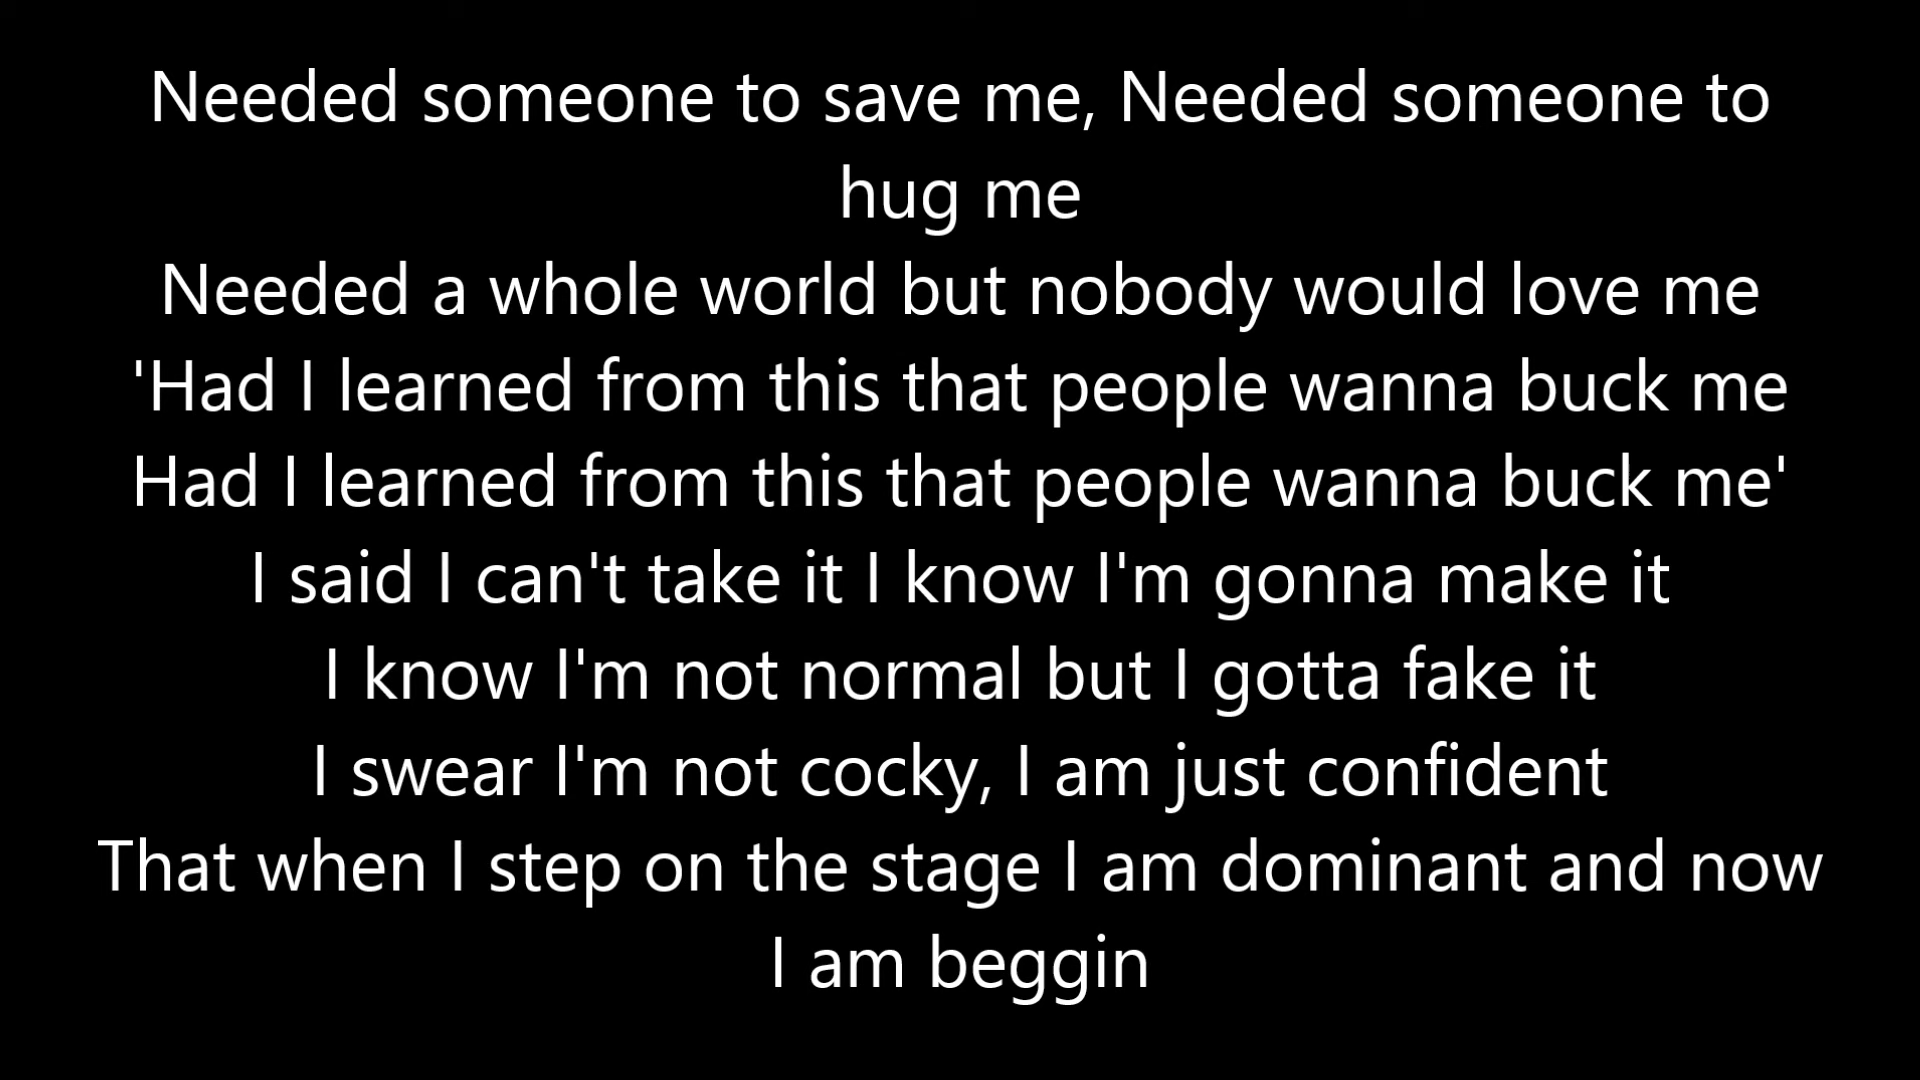 Needed someone to save me, Needed someone to
hug me
Needed a whole world but nobody would love me
'Had I learned from this that people wanna buck me
Had I learned from this that people wanna buck me'
I said I can't take it I know I'm gonna make it
I know I'm not normal but I gotta fake it
I swear I'm not cocky, I am just confident
That when I step on the stage I am dominant and now
I am beggin